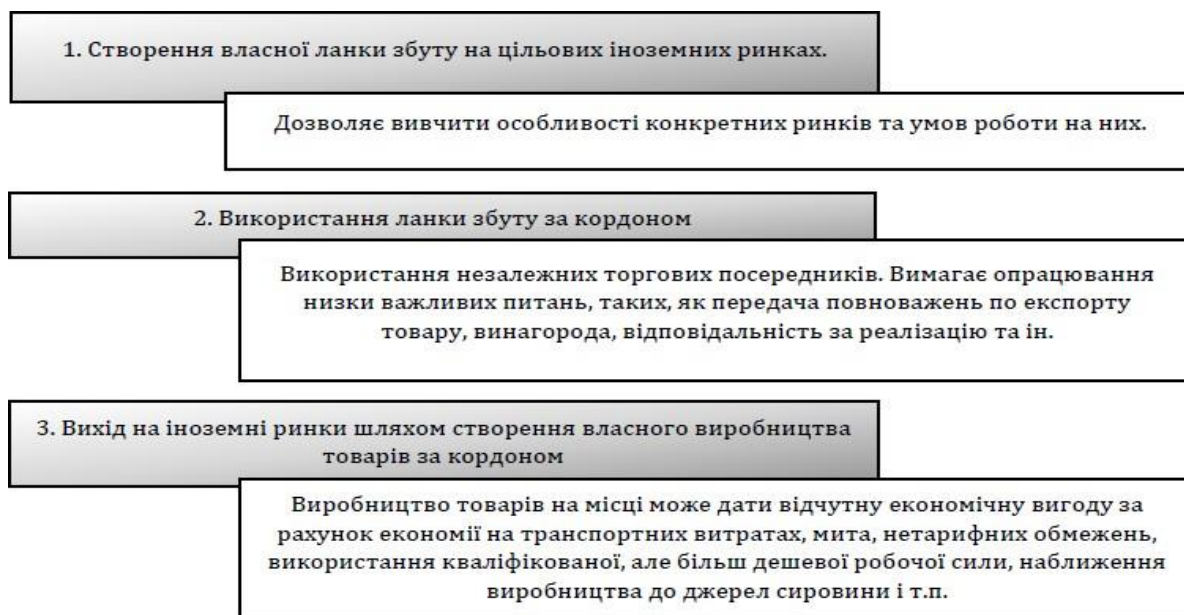 1. Створення власної ланки збуту на цільових іноземних ринках.
Дозволяє вивчити особливості конкретних ринків та умов роботи на них.
2. Використання ланки збуту за кордоном
Використання незалежних торгових посередників. Вимагає опрацювання
низки важливих питань, таких, як передача повноважень по експорту
товару, винагорода, відповідальність за реалізацію та ін.
3. Вихід на іноземні ринки шляхом створення власного виробництва
товарів за кордоном
Виробництво товарів на місці може дати відчутну економічну вигоду за
рахунок економії на транспортних витратах, мита, нетарифних обмежень,
використання кваліфікованої, але більш дешевої робочої сили, наближення
виробництва до джерел сировини і т.п.